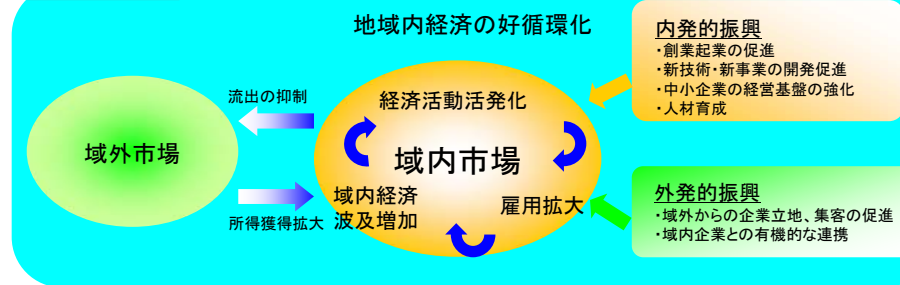 地域内経済の好循環化
内発的振興
・創業起業の促進
・新技術・新事業の開発促進
・中小企業の経営基盤の強化
・人材育成
流出の抑制
経済活動活発化
域外市場
域内市場
域内経済
波及増加
雇用拡大
所得獲得拡大
外発的振興
・域外からの企業立地、集客の促進
・域内企業との有機的な連携